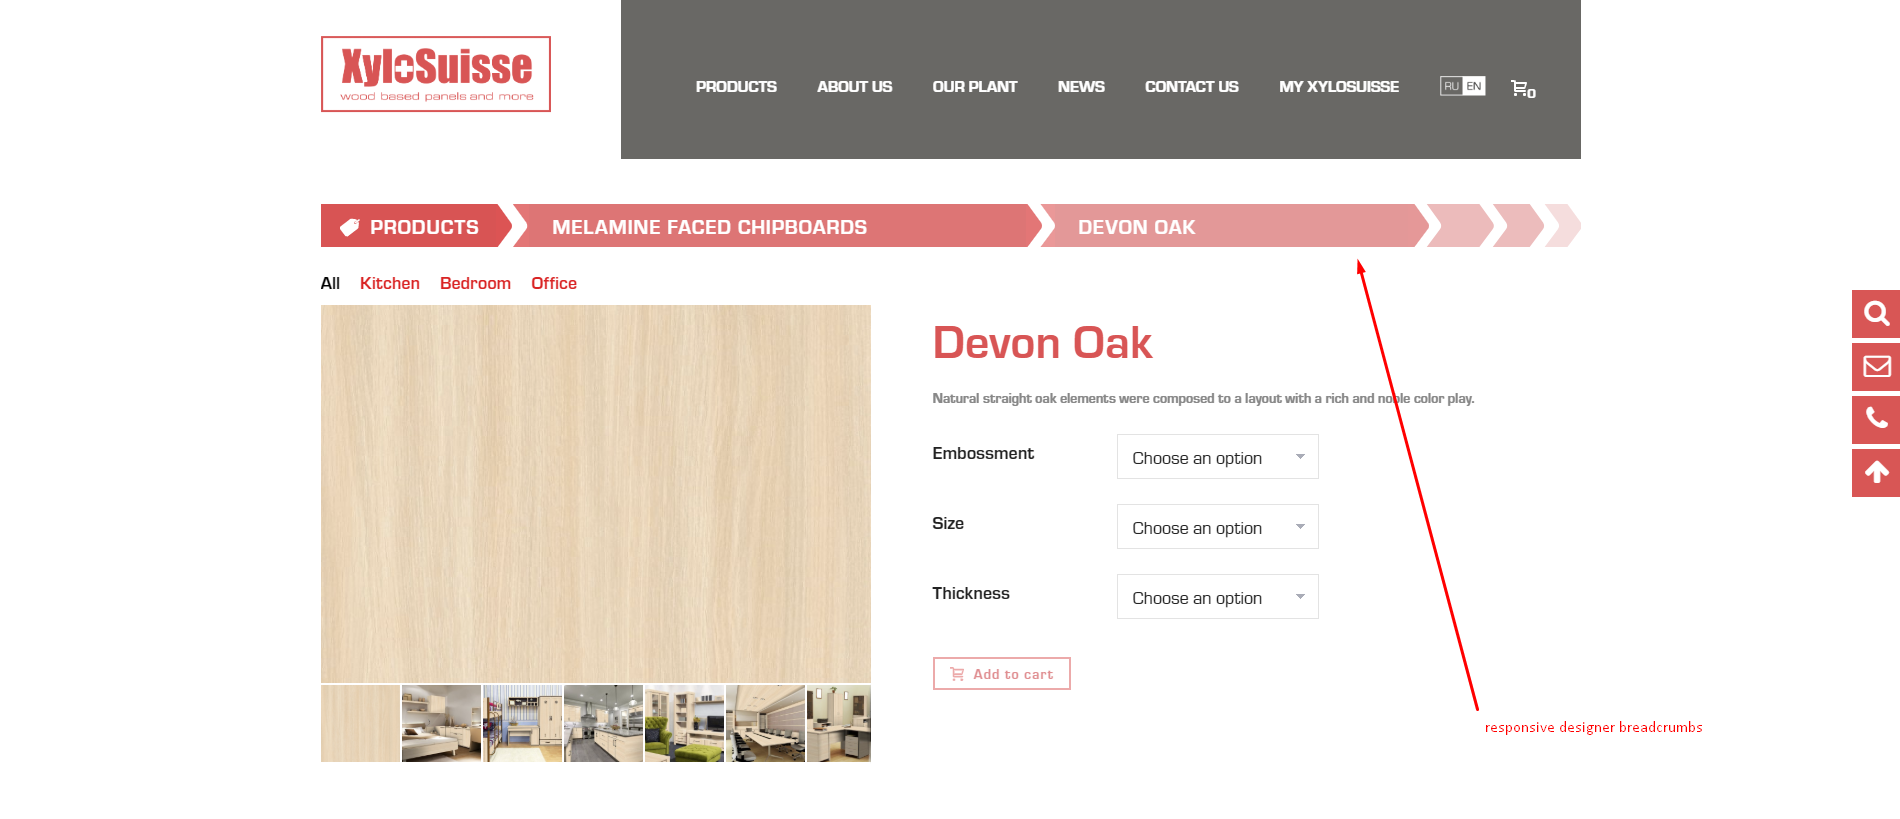 XyloSuisse
wood based panels and more
PRODUCTS ABOUT US OUR PLANT NEWS CONTACT US MY XYLOSUISSE RU EN 0
PRODUCTS MELAMINE FACED CHIPBOARDS DEVON OAK
All Kitchen Bedroom Office
Devon Oak
Natural straight oak elements were composed to a layout with a rich and noble color play.
Embossment Choose an option
Size Choose an option
Thickness Choose an option
Add to cart
responsive designer breadcrumbs